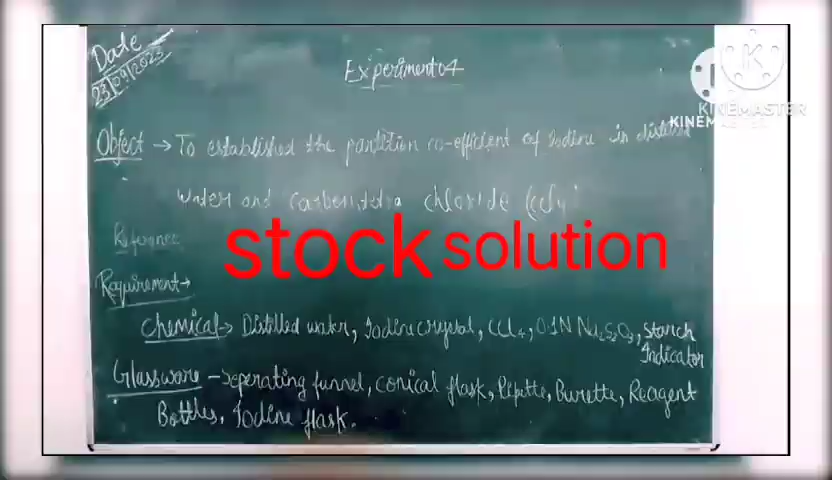 Date
23/09/2023
Experiment 04
KINEMASTER
KINEMASTER
Object → To established the partition co-efficient of Iodine in distilled
water and carbon tetra chloride (ccl4)
Reference
stock solution
Requirement →
Chemical → Distilled water, Iodine crystal, CCl4, 0.1N Na2S2O3, starch
Indicator
Glassware - Seperating funnel, conical flask, Pipette, Burette, Reagent
Bottles, Iodine flask.